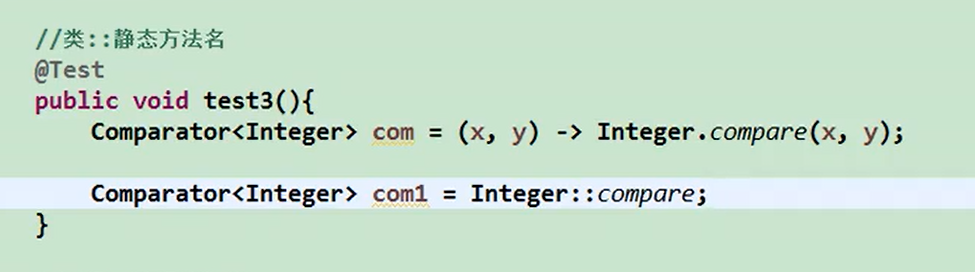 //类::静态方法名
@Test
public void test3(){
Comparator<Integer> com = (x, y) -> Integer.compare(x, y);
Comparator<Integer> com1 = Integer::compare;
}